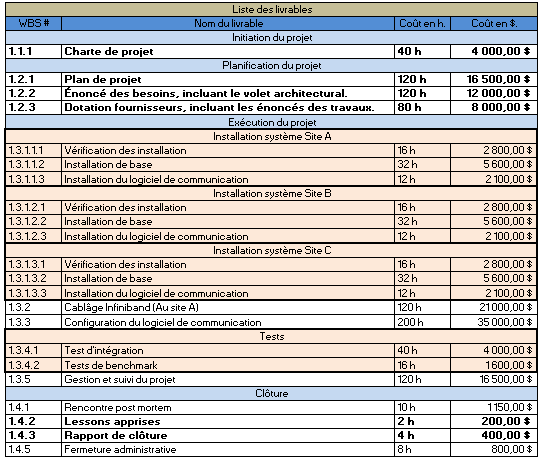 Liste des livrables
WBS # Nom du livrable Coût en h. Coût en $.
Initiation du projet
1.1.1 Charte de projet 40 h 4 000,00 $
Planification du projet
1.2.1 Plan de projet 120 h 16 500,00 $
1.2.2 Énoncé des besoins, incluant le volet architectural. 120 h 12 000,00 $
1.2.3 Dotation fournisseurs, incluant les énoncés des travaux. 80 h 8 000,00 $
Exécution du projet
Installation système Site A
1.3.1.1.1 Vérification des installation 16 h 2 800,00 $
1.3.1.1.2 Installation de base 32 h 5 600,00 $
1.3.1.1.3 Installation du logiciel de communication 12 h 2 100,00 $
Installation système Site B
1.3.1.2.1 Vérification des installation 16 h 2 800,00 $
1.3.1.2.2 Installation de base 32 h 5 600,00 $
1.3.1.2.3 Installation du logiciel de communication 12 h 2 100,00 $
Installation système Site C
1.3.1.3.1 Vérification des installation 16 h 2 800,00 $
1.3.1.3.2 Installation de base 32 h 5 600,00 $
1.3.1.3.3 Installation du logiciel de communication 12 h 2 100,00 $
1.3.2 Cablâge Infiniband (Au site A) 120 h 21 000,00 $
1.3.3 Configuration du logiciel de communication 200 h 35 000,00 $
Tests
1.3.4.1 Test d'intégration 40 h 4 000,00 $
1.3.4.2 Tests de benchmark 16 h 1 600,00 $
1.3.5 Gestion et suivi du projet 120 h 16 500,00 $
Clôture
1.4.1 Rencontre post mortem 10 h 1 150,00 $
1.4.2 Lessons apprises 2 h 200,00 $
1.4.3 Rapport de clôture 4 h 400,00 $
1.4.5 Fermeture administrative 8 h 800,00 $